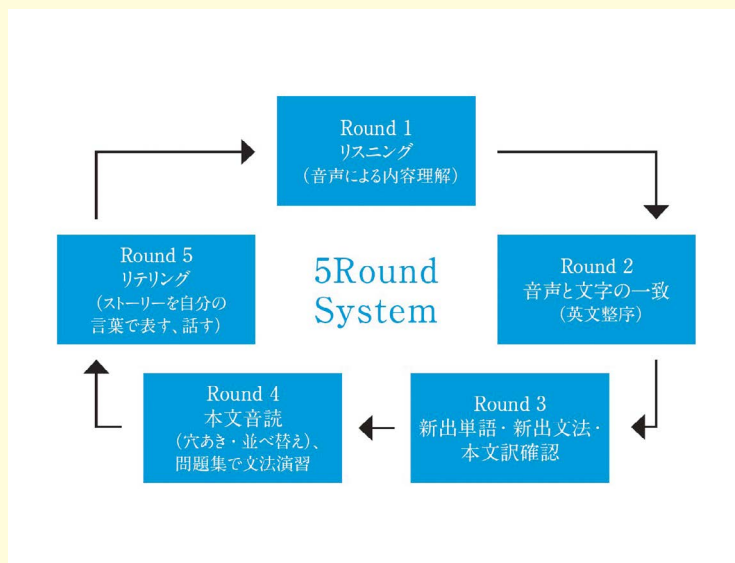 Round 1
リスニング
（音声による内容理解）
Round 2
音声と文字の一致
（英文整序）
Round 3
新出単語・新出文法・
本文訳確認
Round 4
本文音読
（穴あき・並べ替え）、
問題集で文法演習
Round 5
リテリング
（ストーリーを自分の
言葉で表す、話す）
5Round
System